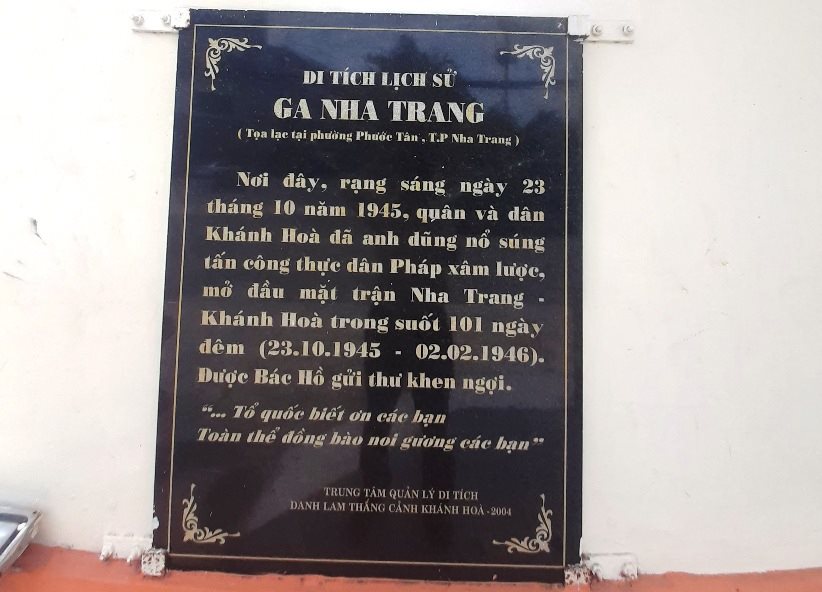 DI TÍCH LỊCH SỬ
GA NHA TRANG
( Tọa lạc tại phường Phước Tân , T.P Nha Trang )
Nơi đây, rạng sáng ngày 23
tháng 10 năm 1945, quân và dân
Khánh Hoà đã anh dũng nổ súng
tấn công thực dân Pháp xâm lược,
mở đầu mặt trận Nha Trang -
Khánh Hoà trong suốt 101 ngày
đêm (23.10.1945 - 02.02.1946).
Được Bác Hồ gửi thư khen ngợi.
“... Tổ quốc biết ơn các bạn
Toàn thể đồng bào noi gương các bạn”
TRUNG TÂM QUẢN LÝ DI TÍCH
DANH LAM THẮNG CẢNH KHÁNH HOÀ - 2004